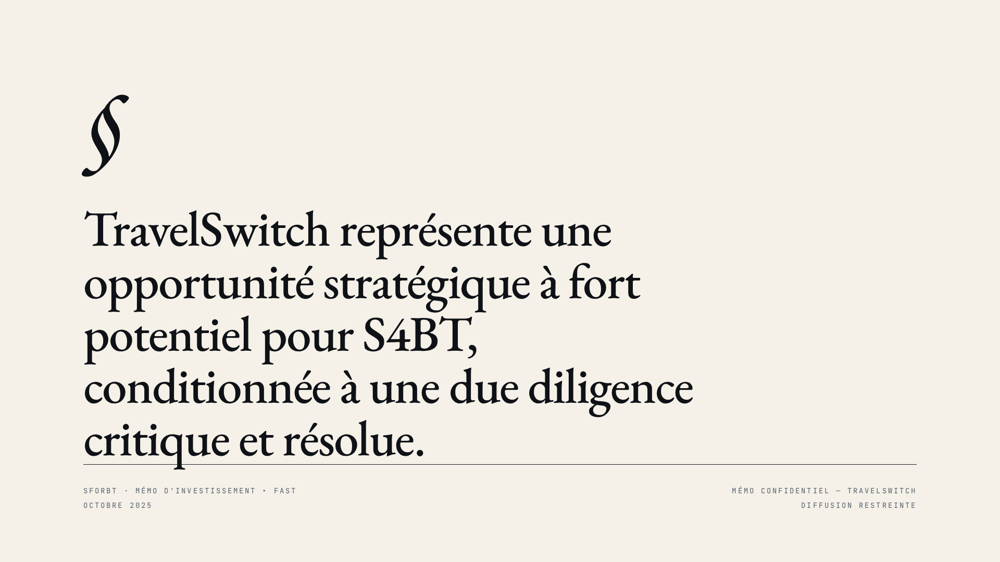 §
TravelSwitch représente une
opportunité stratégique à fort
potentiel pour S4BT,
conditionnée à une due diligence
critique et résolue.
SFORBT · MÉMO D'INVESTISSEMENT • FAST
OCTOBRE 2025
MÉMO CONFIDENTIEL — TRAVELSWITCH
DIFFUSION RESTREINTE